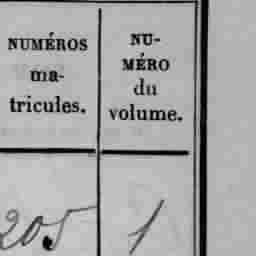 NUMÉROS
ma-
tricules.
NU-
MÉRO
du
volume.
205
1